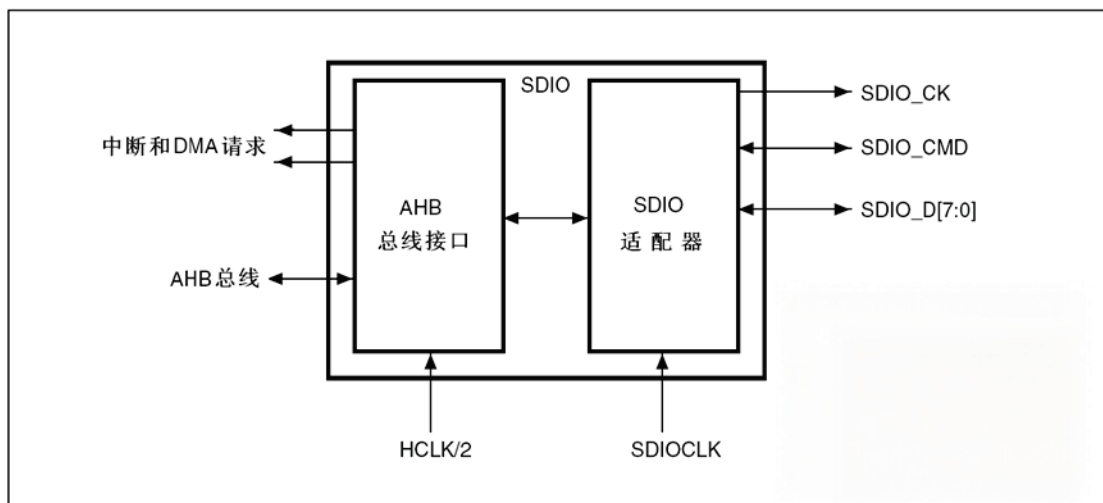 SDIO
SDIO_CK
中断和DMA请求
SDIO_CMD
AHB
总线接口
SDIO
适配器
SDIO_D[7:0]
AHB总线
HCLK/2
SDIOCLK